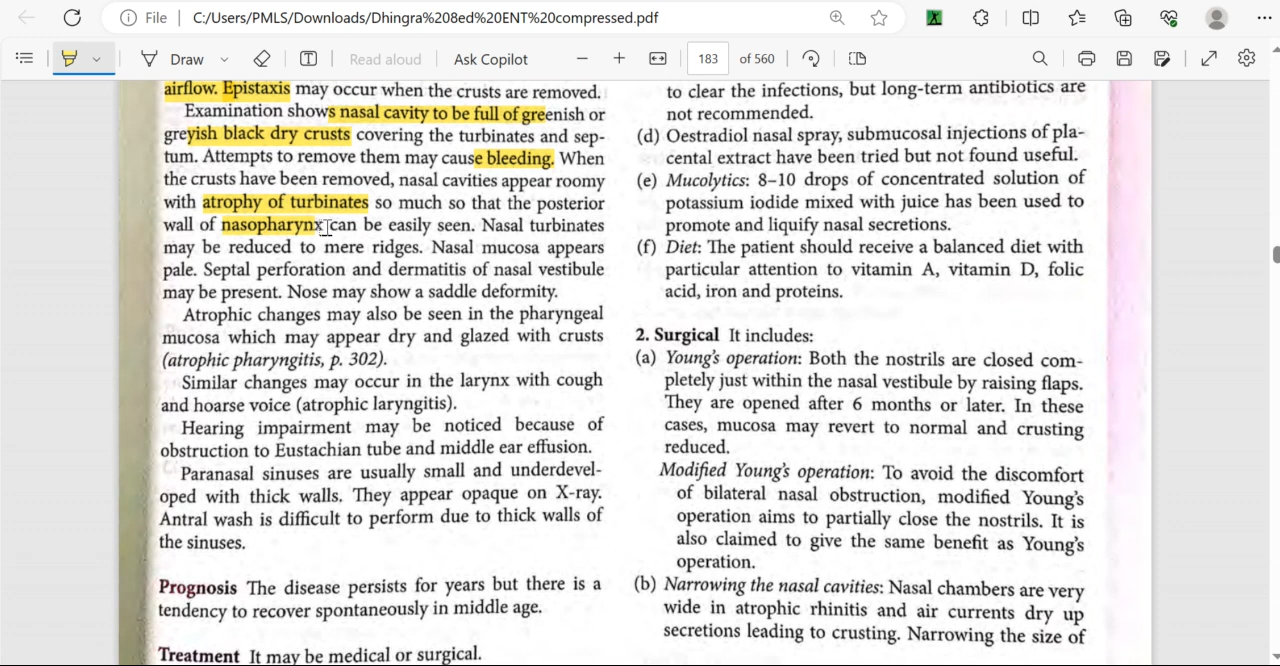 File
C:/Users/PMLS/Downloads/Dhingra%208ed%20ENT%20compressed.pdf
Draw
Read aloud
Ask Copilot
183
of 560
airflow. Epistaxis may occur when the crusts are removed.
Examination shows nasal cavity to be full of greenish or
greyish black dry crusts covering the turbinates and sep-
tum. Attempts to remove them may cause bleeding. When
the crusts have been removed, nasal cavities appear roomy
with atrophy of turbinates so much so that the posterior
wall of nasopharynx can be easily seen. Nasal turbinates
may be reduced to mere ridges. Nasal mucosa appears
pale. Septal perforation and dermatitis of nasal vestibule
may be present. Nose may show a saddle deformity.
Atrophic changes may also be seen in the pharyngeal
mucosa which may appear dry and glazed with crusts
(atrophic pharyngitis, p. 302).
Similar changes may occur in the larynx with cough
and hoarse voice (atrophic laryngitis).
Hearing impairment may be noticed because of
obstruction to Eustachian tube and middle ear effusion.
Paranasal sinuses are usually small and underdevel-
oped with thick walls. They appear opaque on X-ray.
Antral wash is difficult to perform due to thick walls of
the sinuses.
Prognosis The disease persists for years but there is a
tendency to recover spontaneously in middle age.
Treatment It may be medical or surgical.
to clear the infections, but long-term antibiotics are
not recommended.
(d) Oestradiol nasal spray, submucosal injections of pla-
cental extract have been tried but not found useful.
(e) Mucolytics: 8–10 drops of concentrated solution of
potassium iodide mixed with juice has been used to
promote and liquify nasal secretions.
(f) Diet: The patient should receive a balanced diet with
particular attention to vitamin A, vitamin D, folic
acid, iron and proteins.
2. Surgical It includes:
(a) Young's operation: Both the nostrils are closed com-
pletely just within the nasal vestibule by raising flaps.
They are opened after 6 months or later. In these
cases, mucosa may revert to normal and crusting
reduced.
Modified Young's operation: To avoid the discomfort
of bilateral nasal obstruction, modified Young's
operation aims to partially close the nostrils. It is
also claimed to give the same benefit as Young's
operation.
(b) Narrowing the nasal cavities: Nasal chambers are very
wide in atrophic rhinitis and air currents dry up
secretions leading to crusting. Narrowing the size of